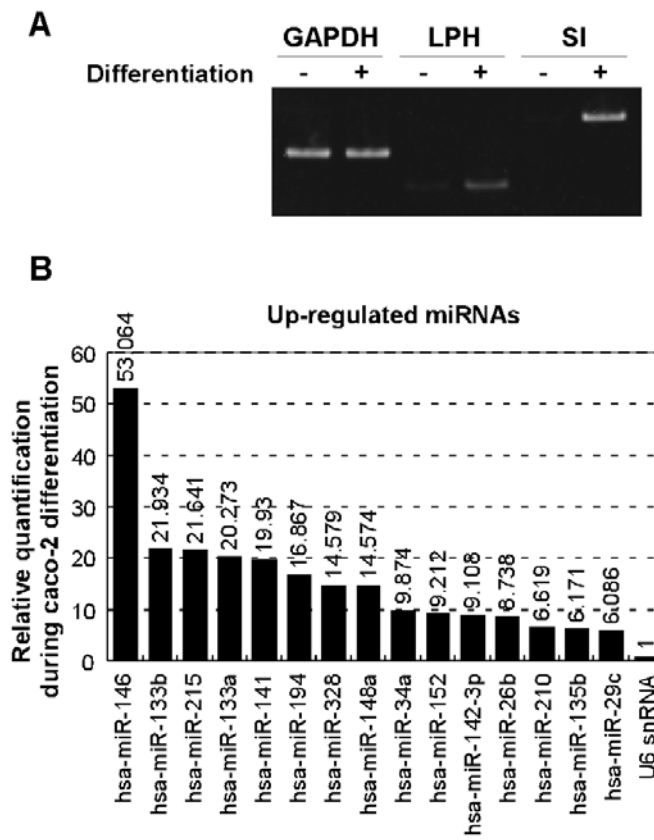 A
GAPDH LPH SI
Differentiation - + - + - +
B
Up-regulated miRNAs
Relative quantification
during caco-2 differentiation
60
50
40
30
20
10
0
53.064
21.934
21.641
20.273
19.93
16.867
14.579
14.574
9.874
9.212
9.108
8.738
6.619
6.171
6.086
1
hsa-miR-146
hsa-miR-133b
hsa-miR-215
hsa-miR-133a
hsa-miR-141
hsa-miR-194
hsa-miR-328
hsa-miR-148a
hsa-miR-34a
hsa-miR-152
hsa-miR-142-3p
hsa-miR-26b
hsa-miR-210
hsa-miR-135b
hsa-miR-29c
U6 snRNA